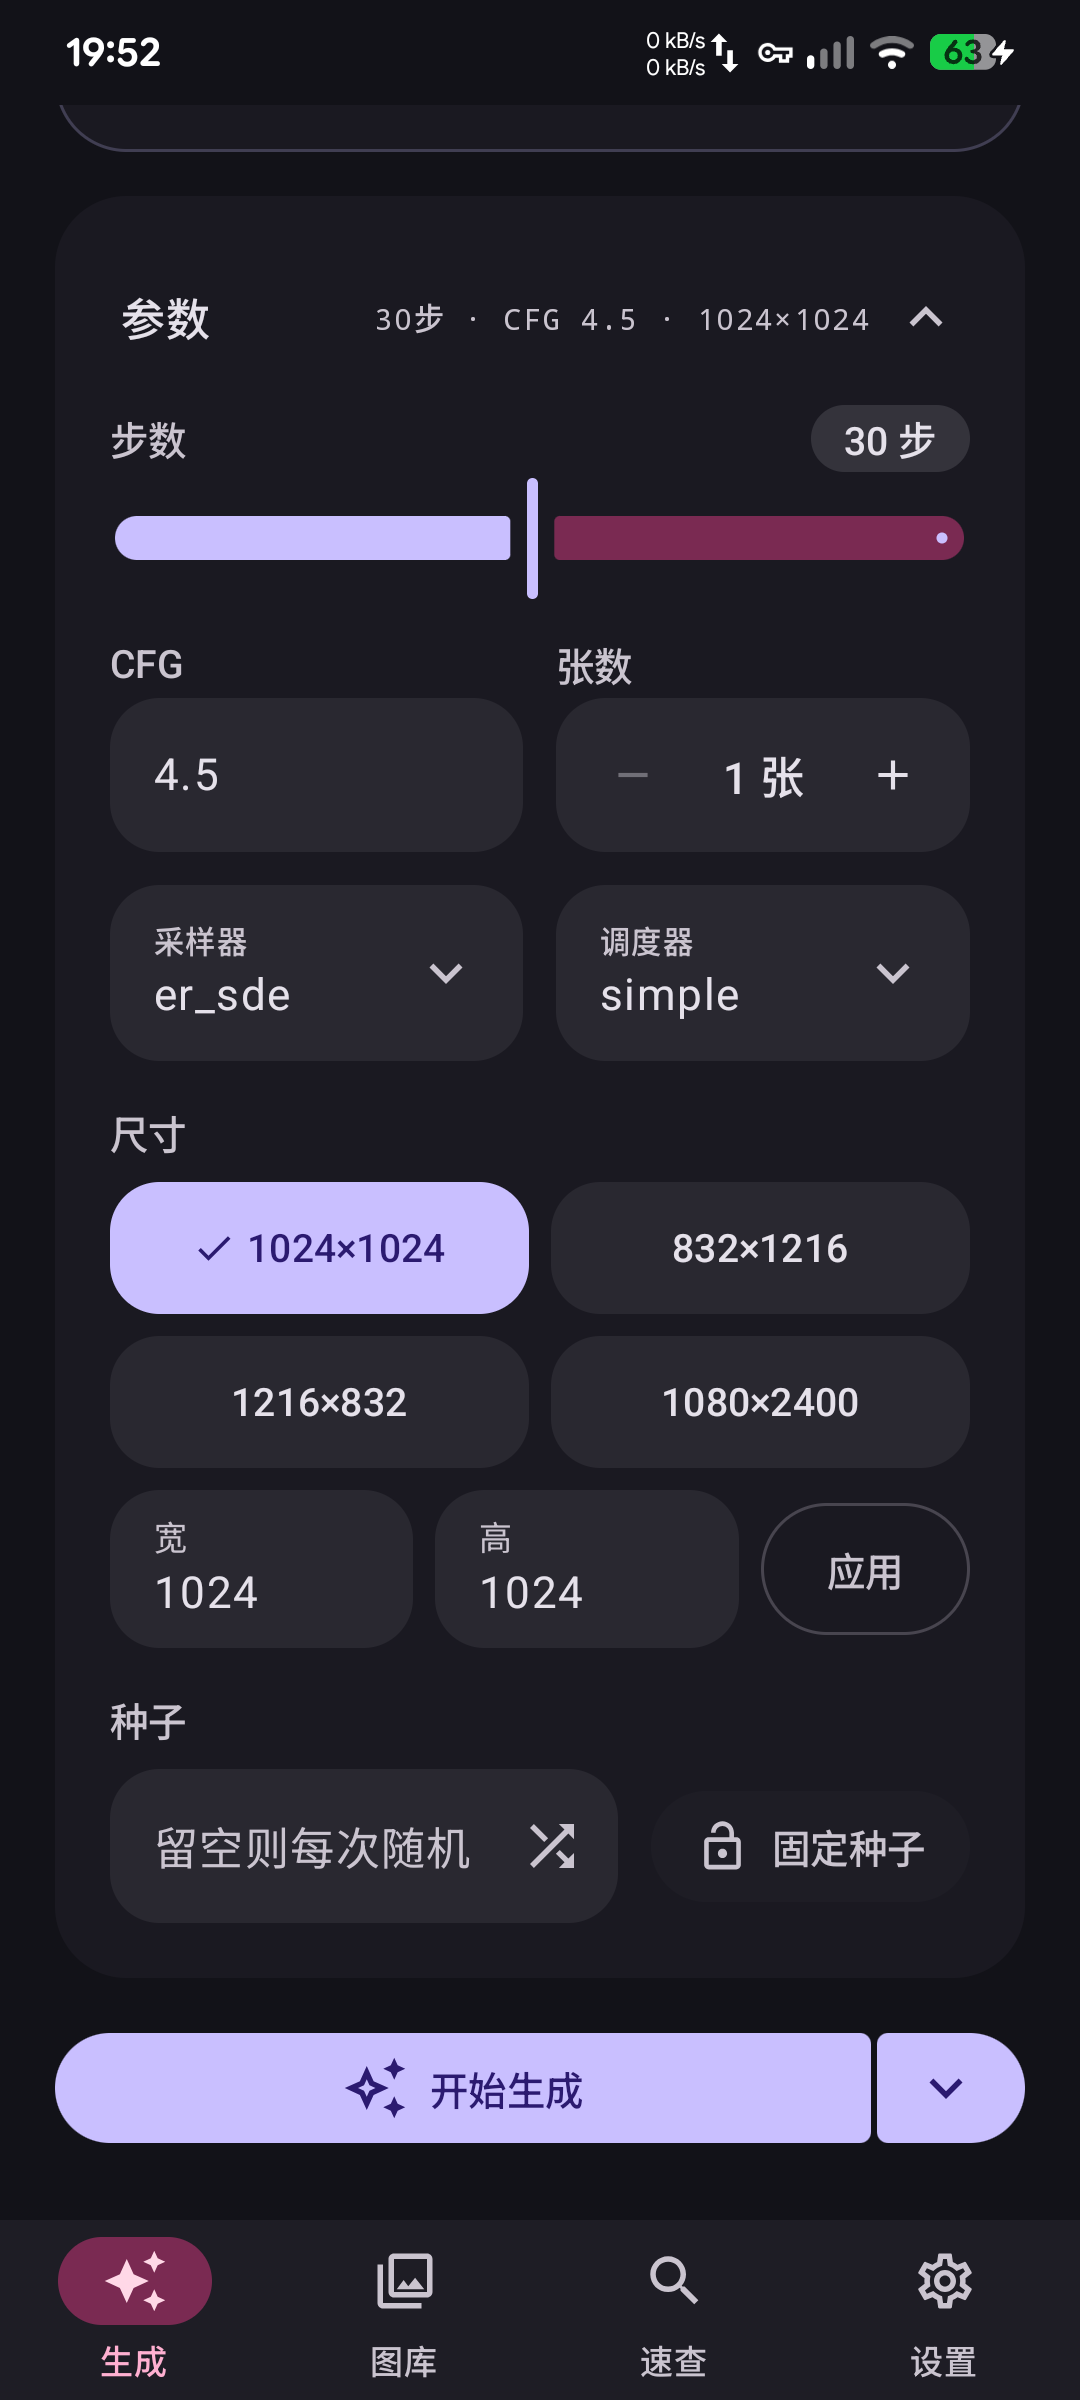 19:52
0 kB/s
0 kB/s
63
参数
30步 · CFG 4.5 · 1024×1024
步数
30 步
CFG
张数
4.5
1 张
采样器
er_sde
调度器
simple
尺寸
1024×1024
832×1216
1216×832
1080×2400
宽
1024
高
1024
应用
种子
留空则每次随机
固定种子
开始生成
生成
图库
速查
设置